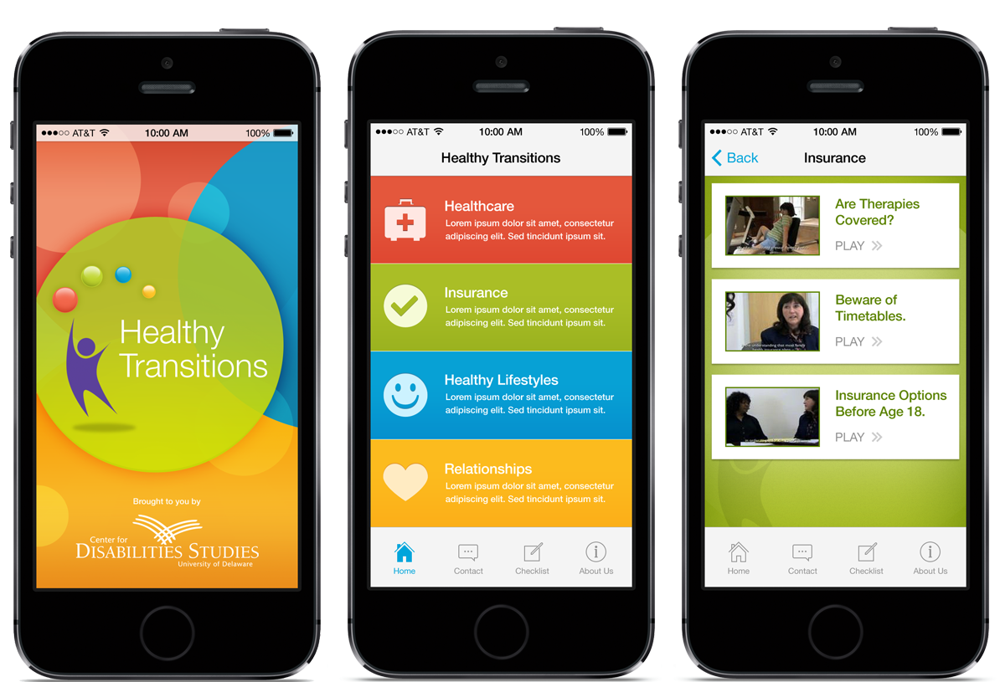 AT&T 10:00 AM 100%
Healthy
Transitions
Brought to you by
Center for
DISABILITIES STUDIES
University of Delaware
AT&T 10:00 AM 100%
Healthy Transitions
Healthcare
Lorem ipsum dolor sit amet, consectetur
adipiscing elit. Sed tincidunt ipsum sit.
Insurance
Lorem ipsum dolor sit amet, consectetur
adipiscing elit. Sed tincidunt ipsum sit.
Healthy Lifestyles
Lorem ipsum dolor sit amet, consectetur
adipiscing elit. Sed tincidunt ipsum sit.
Relationships
Lorem ipsum dolor sit amet, consectetur
adipiscing elit. Sed tincidunt ipsum sit.
Home Contact Checklist About Us
AT&T 10:00 AM 100%
Back Insurance
Are Therapies
Covered?
PLAY
Beware of
Timetables.
PLAY
Insurance Options
Before Age 18.
PLAY
Home Contact Checklist About Us